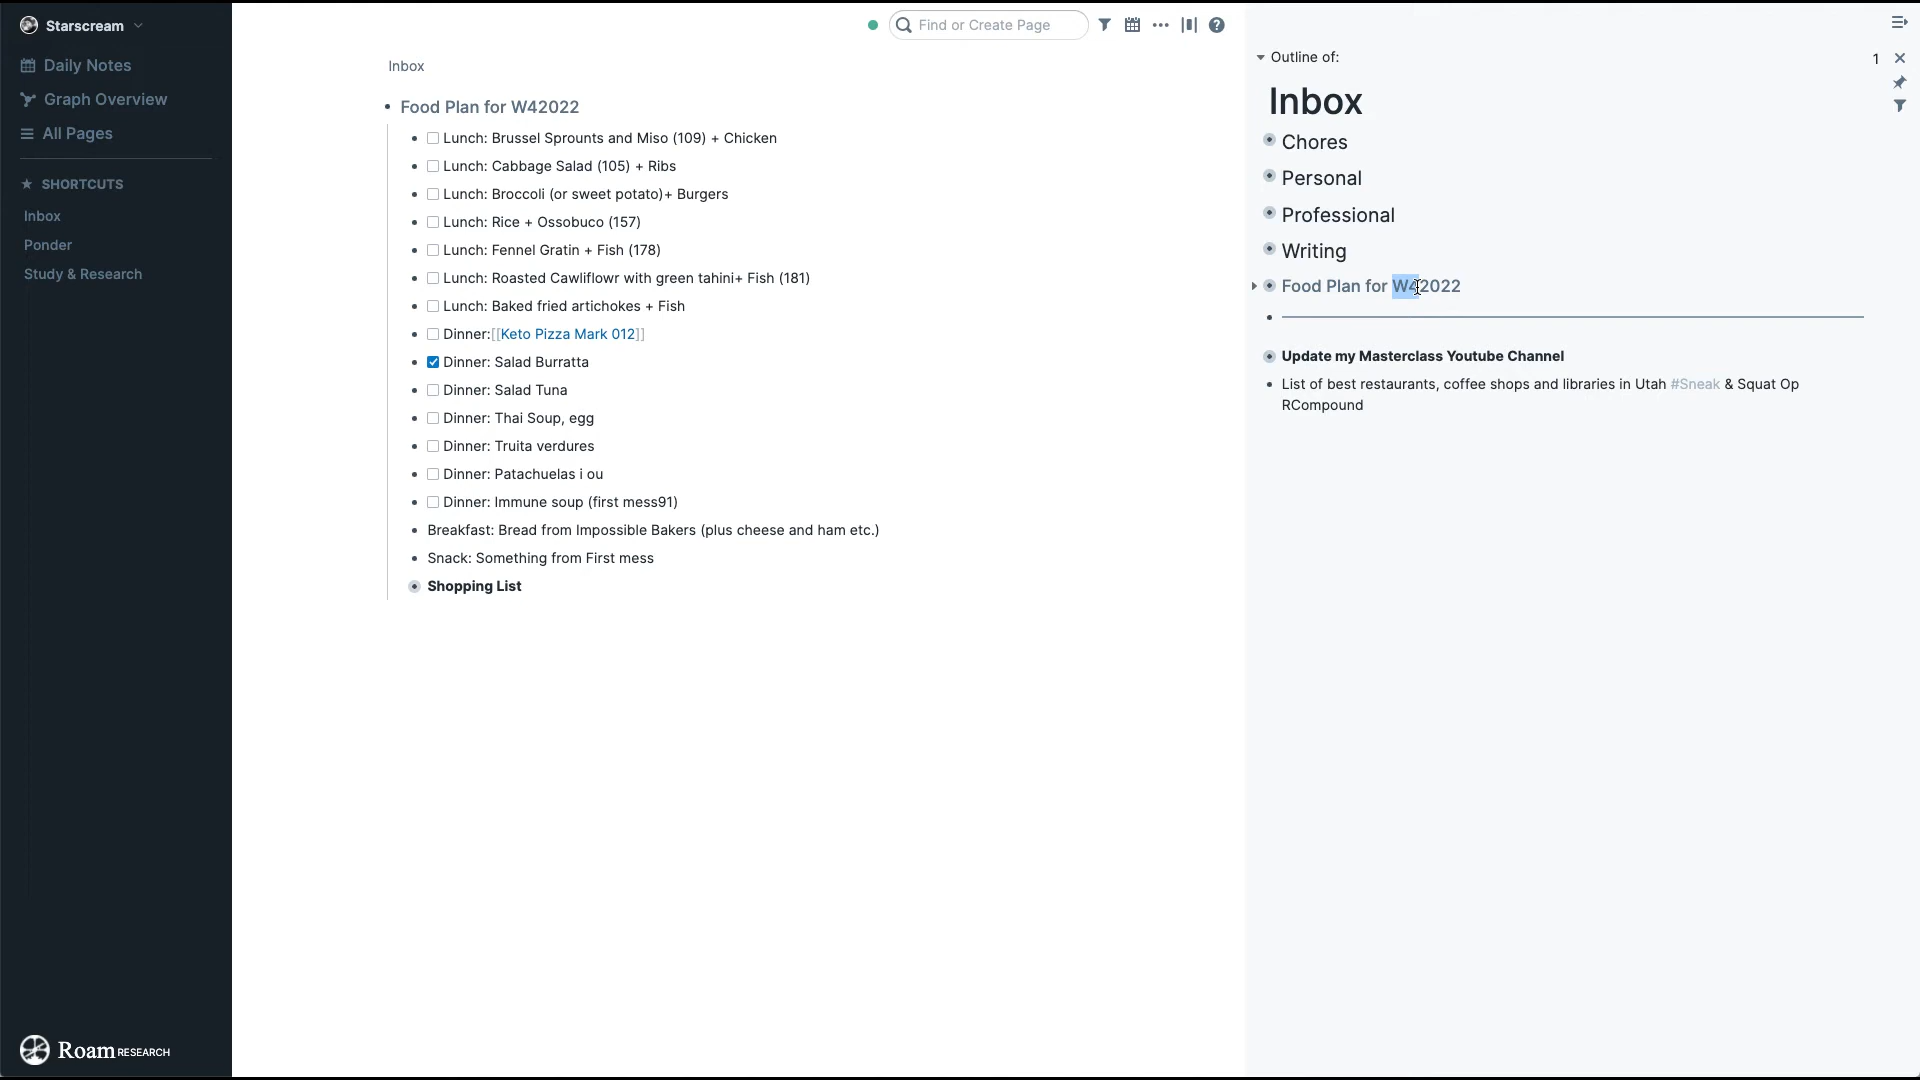 Starscream
Daily Notes
Graph Overview
All Pages
SHORTCUTS
Inbox
Ponder
Study & Research
Roam RESEARCH
Find or Create Page
Inbox
Food Plan for W42022
Lunch: Brussel Sprouts and Miso (109) + Chicken
Lunch: Cabbage Salad (105) + Ribs
Lunch: Broccoli (or sweet potato)+ Burgers
Lunch: Rice + Ossobuco (157)
Lunch: Fennel Gratin + Fish (178)
Lunch: Roasted Cawliflowr with green tahini+ Fish (181)
Lunch: Baked fried artichokes + Fish
Dinner:[[Keto Pizza Mark 012]]
Dinner: Salad Burratta
Dinner: Salad Tuna
Dinner: Thai Soup, egg
Dinner: Truita verdures
Dinner: Patachuelas i ou
Dinner: Immune soup (first mess91)
Breakfast: Bread from Impossible Bakers (plus cheese and ham etc.)
Snack: Something from First mess
Shopping List
Outline of:
1
Inbox
Chores
Personal
Professional
Writing
Food Plan for W42022
Update my Masterclass Youtube Channel
List of best restaurants, coffee shops and libraries in Utah #Sneak & Squat Op
RCompound